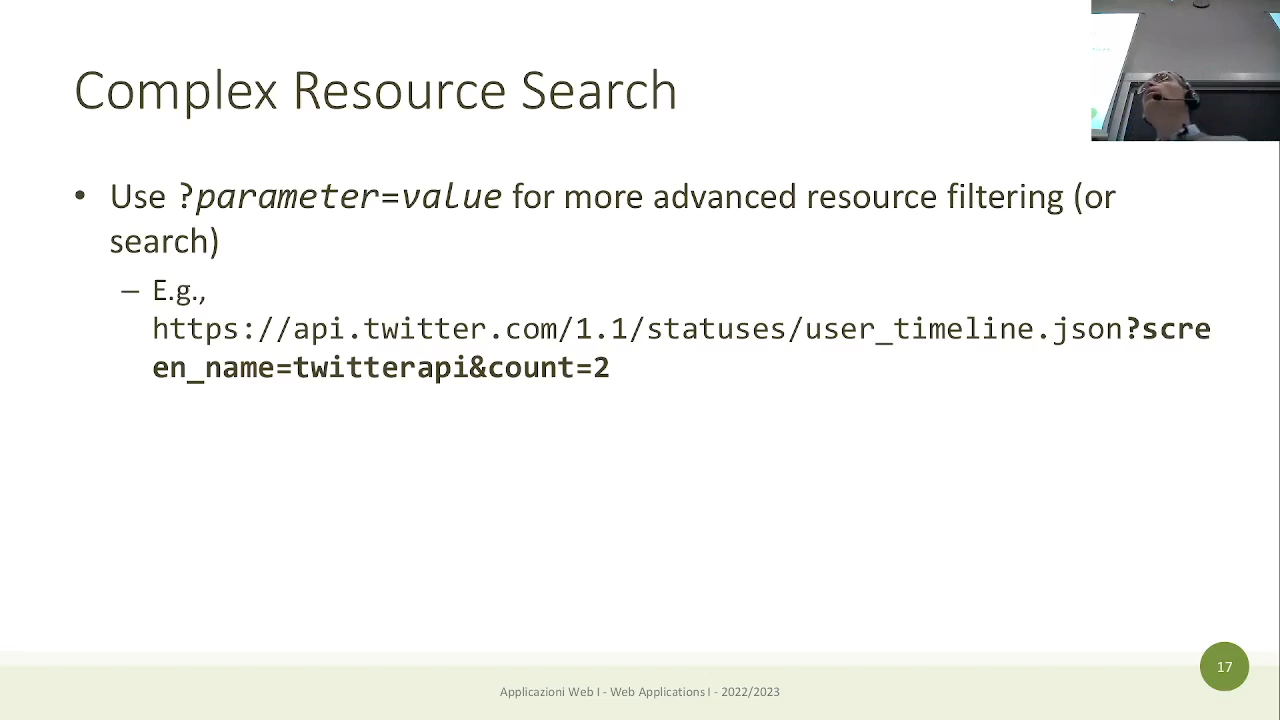 Complex Resource Search
• Use ?parameter=value for more advanced resource filtering (or
search)
– E.g.,
https://api.twitter.com/1.1/statuses/user_timeline.json?scre
en_name=twitterapi&count=2
17
Applicazioni Web I - Web Applications I - 2022/2023